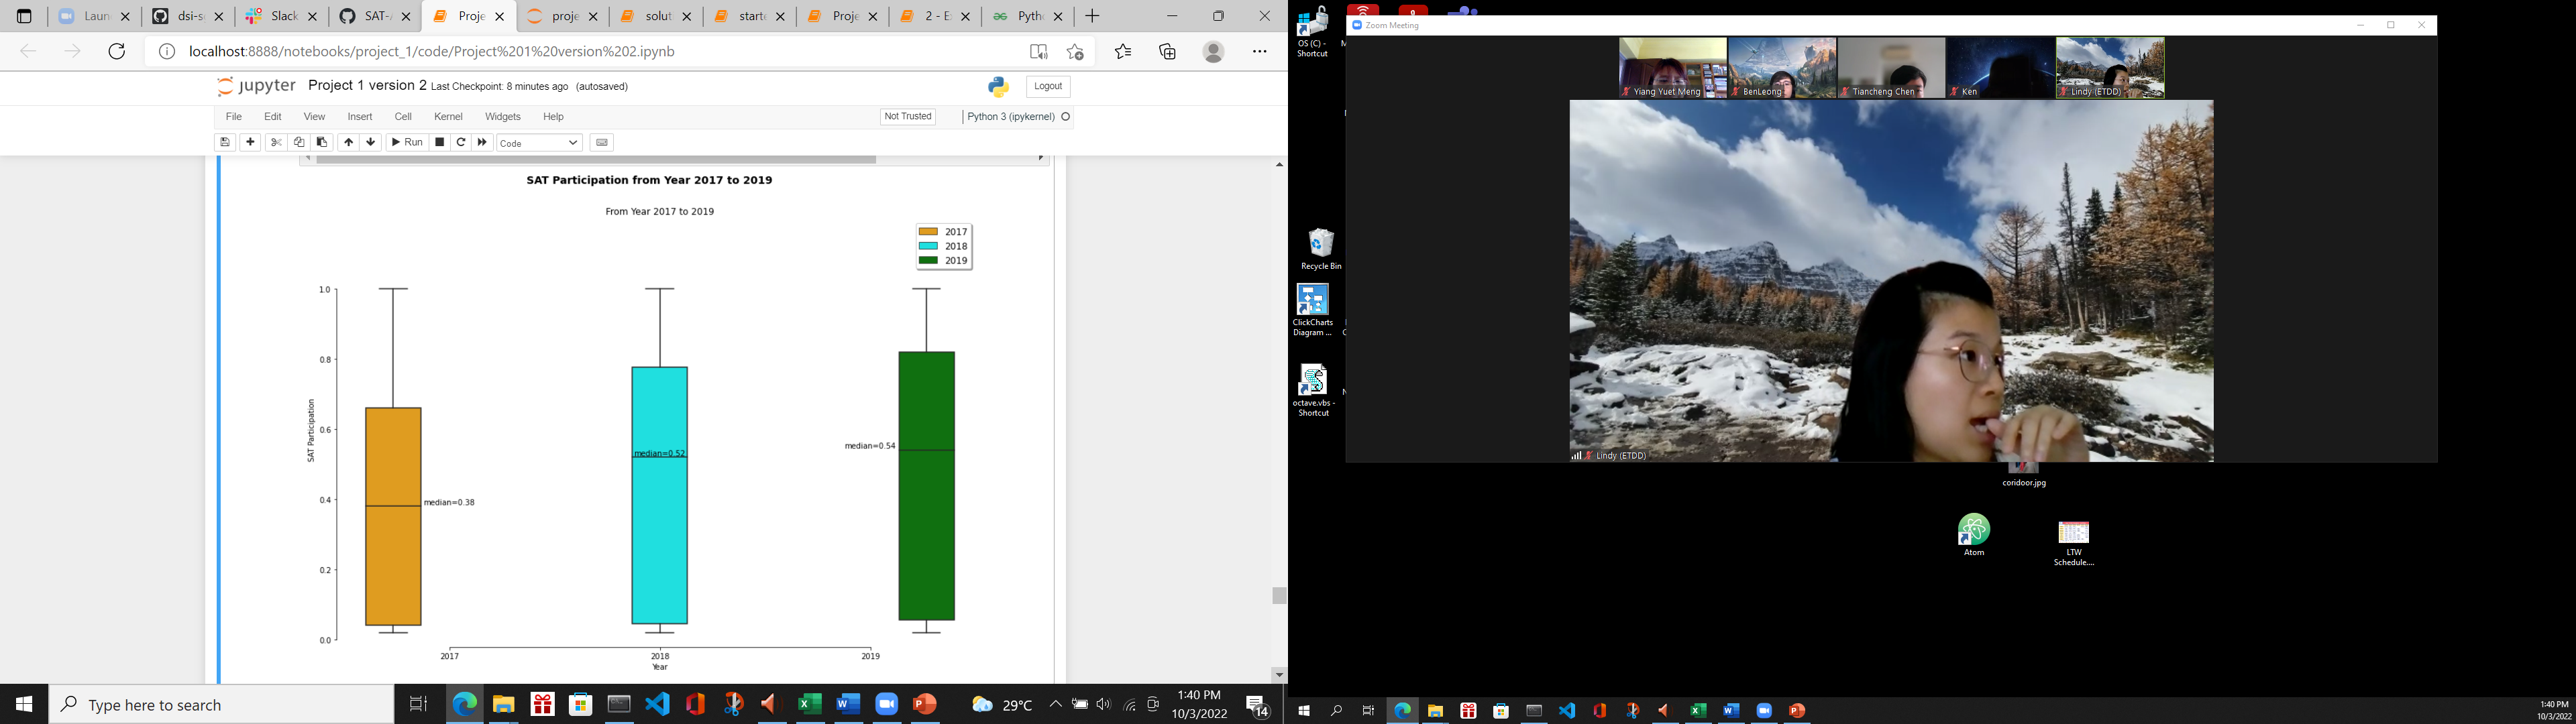 Laun
dsi-s
Slack
SAT-
Proje
proje
solut
starte
Proje
2 - E
Pytho
localhost:8888/notebooks/project_1/code/Project%201%20version%202.ipynb
jupyter Project 1 version 2 Last Checkpoint: 8 minutes ago (autosaved)
Logout
File Edit View Insert Cell Kernel Widgets Help
Not Trusted
Python 3 (ipykernel)
Run
Code
SAT Participation from Year 2017 to 2019
From Year 2017 to 2019
2017
2018
2019
1.0
0.8
0.6
0.4
0.2
0.0
SAT Participation
median=0.38
median=0.52
median=0.54
2017 2018 2019
Year
Type here to search
29°C
1:40 PM
10/3/2022
14
OS (C) -
Shortcut
Recycle Bin
ClickCharts
Diagram ...
octave.vbs -
Shortcut
Zoom Meeting
Yiang Yuet Meng
BenLeong
Tiancheng Chen
Ken
Lindy (ETDD)
Lindy (ETDD)
coridoor.jpg
Atom
LTW
Schedule....
1:40 PM
10/3/2022